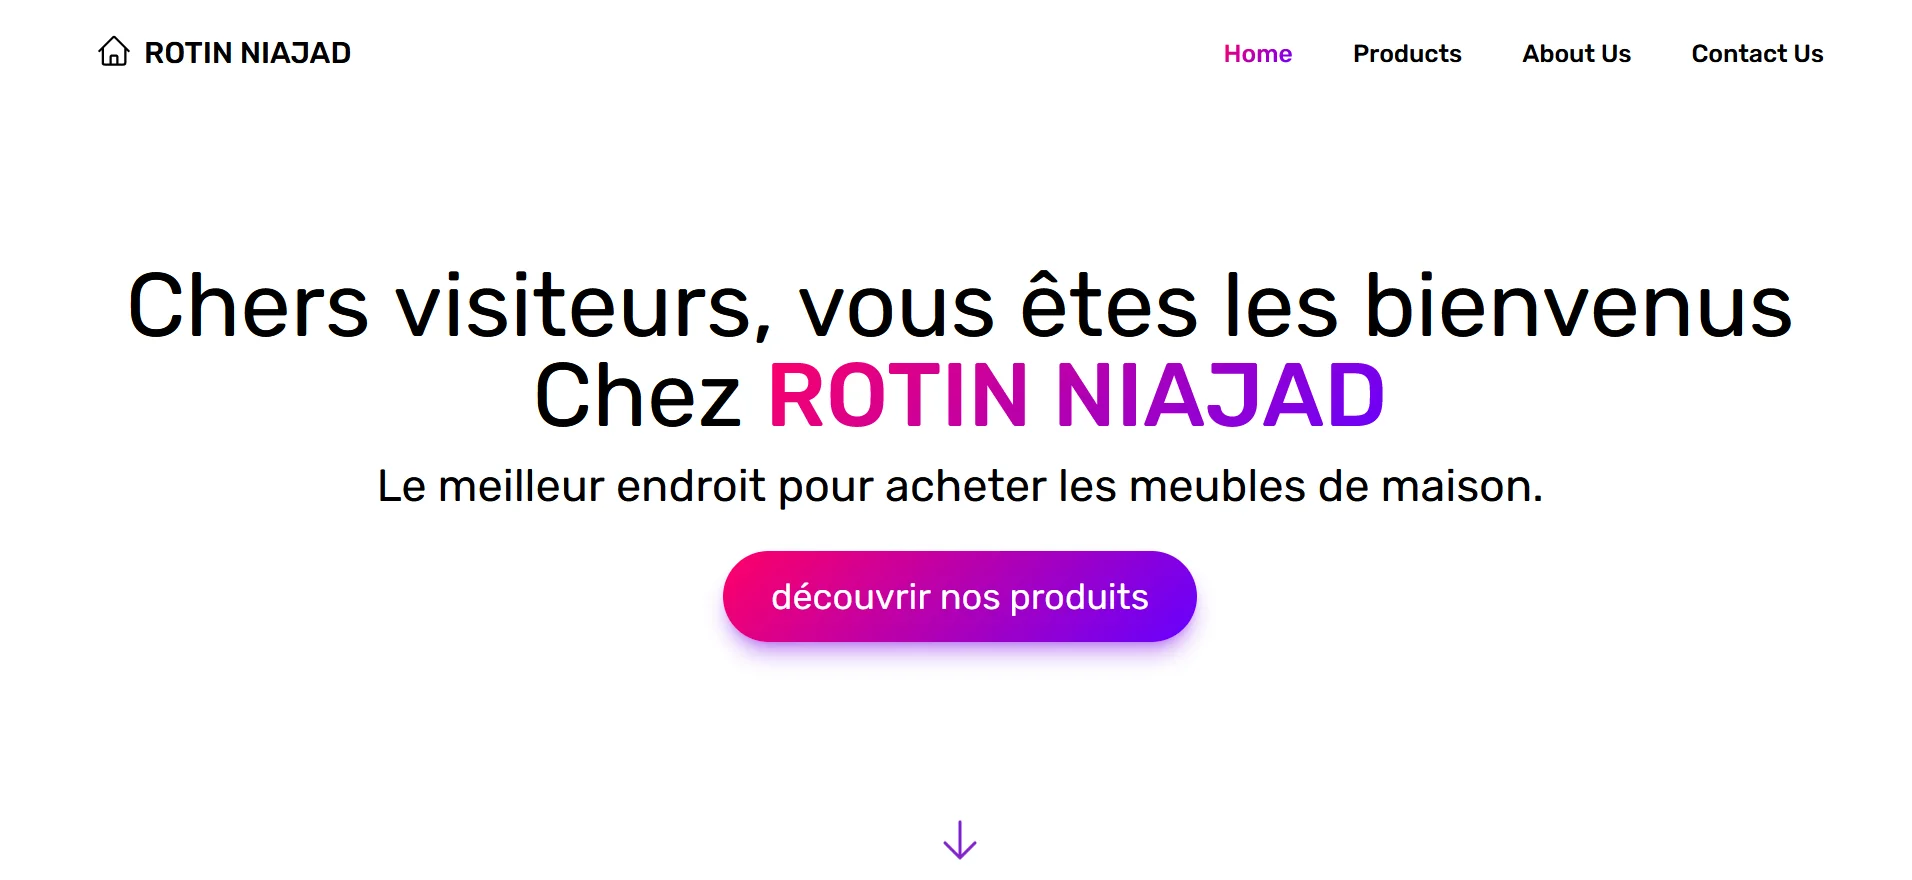 ROTIN NIAJAD
Home Products About Us Contact Us
Chers visiteurs, vous êtes les bienvenus
Chez ROTIN NIAJAD
Le meilleur endroit pour acheter les meubles de maison.
découvrir nos produits